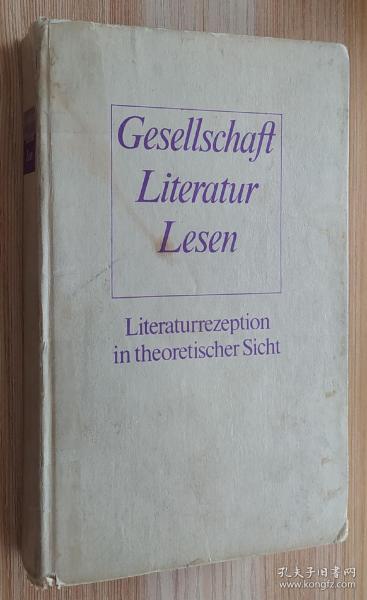 Gesellschaft
Literatur
Lesen
Literaturrezeption
in theoretischer Sicht
孔夫子旧书网
www.kongfz.com